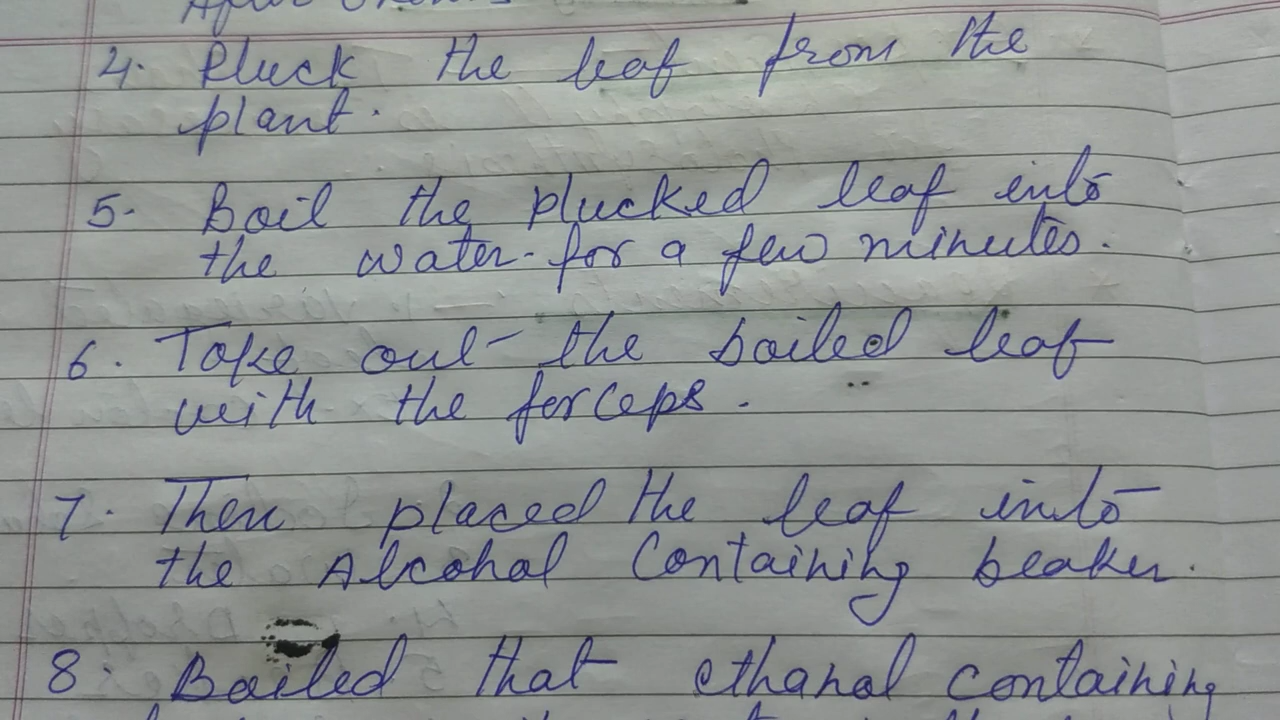 4. Pluck the leaf from the
plant.
5. Boil the plucked leaf into
the water for a few minutes.
6. Take out the boiled leaf
with the forceps.
7. Then placed the leaf into
the Alcohal Containing beaker.
8. Boiled that ethanal containing